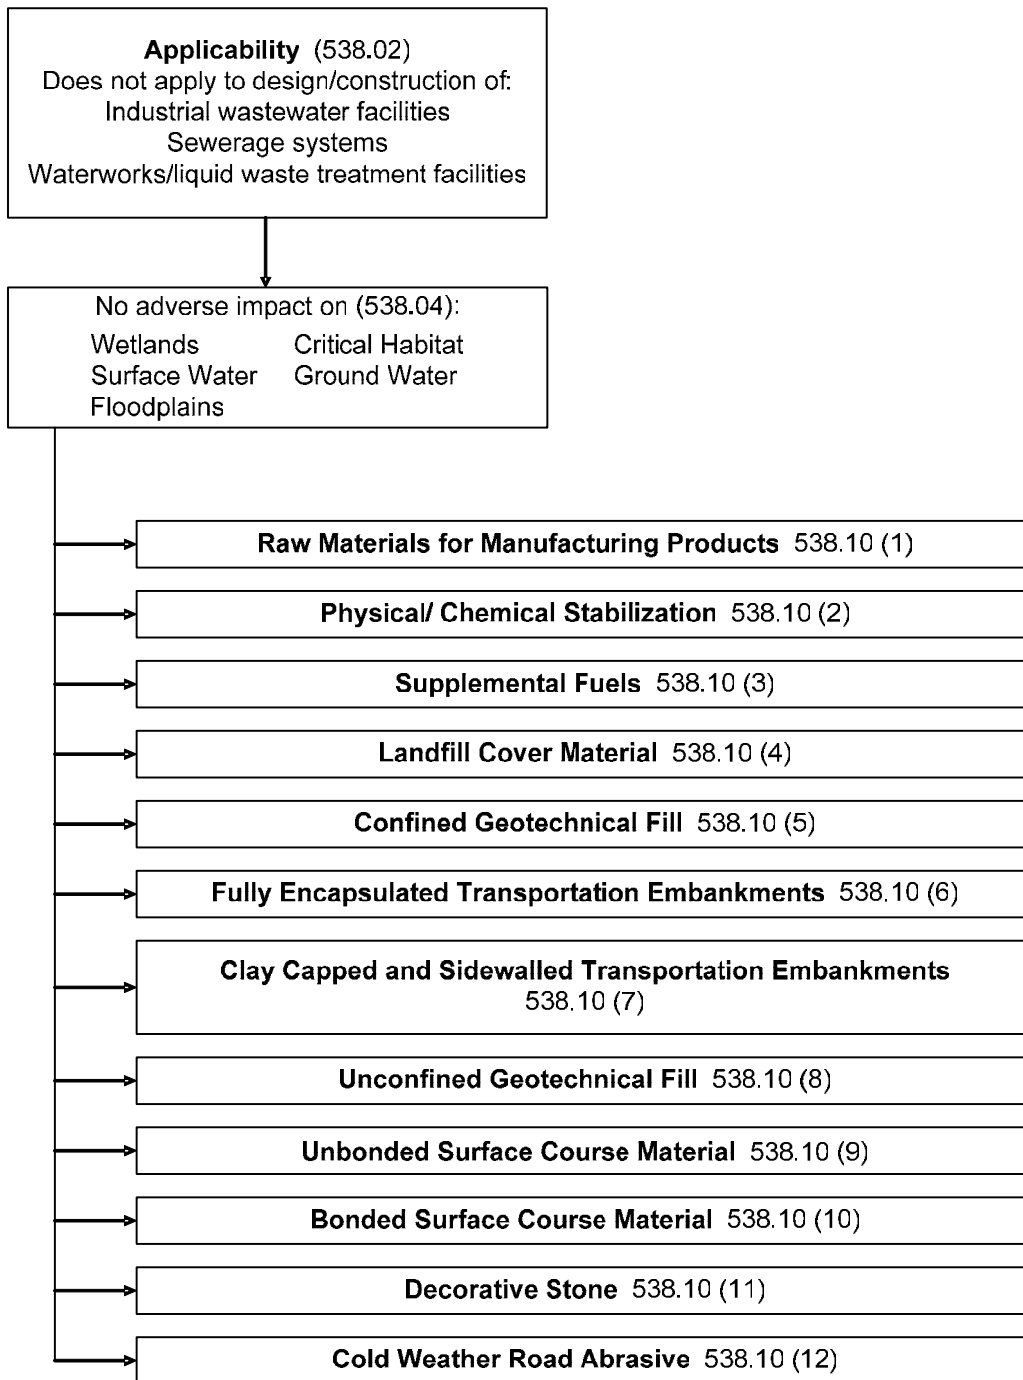 Applicability (538.02)
Does not apply to design/construction of:
Industrial wastewater facilities
Sewerage systems
Waterworks/liquid waste treatment facilities
No adverse impact on (538.04):
Wetlands Critical Habitat
Surface Water Ground Water
Floodplains
Raw Materials for Manufacturing Products 538.10 (1)
Physical/ Chemical Stabilization 538.10 (2)
Supplemental Fuels 538.10 (3)
Landfill Cover Material 538.10 (4)
Confined Geotechnical Fill 538.10 (5)
Fully Encapsulated Transportation Embankments 538.10 (6)
Clay Capped and Sidewalled Transportation Embankments
538.10 (7)
Unconfined Geotechnical Fill 538.10 (8)
Unbonded Surface Course Material 538.10 (9)
Bonded Surface Course Material 538.10 (10)
Decorative Stone 538.10 (11)
Cold Weather Road Abrasive 538.10 (12)